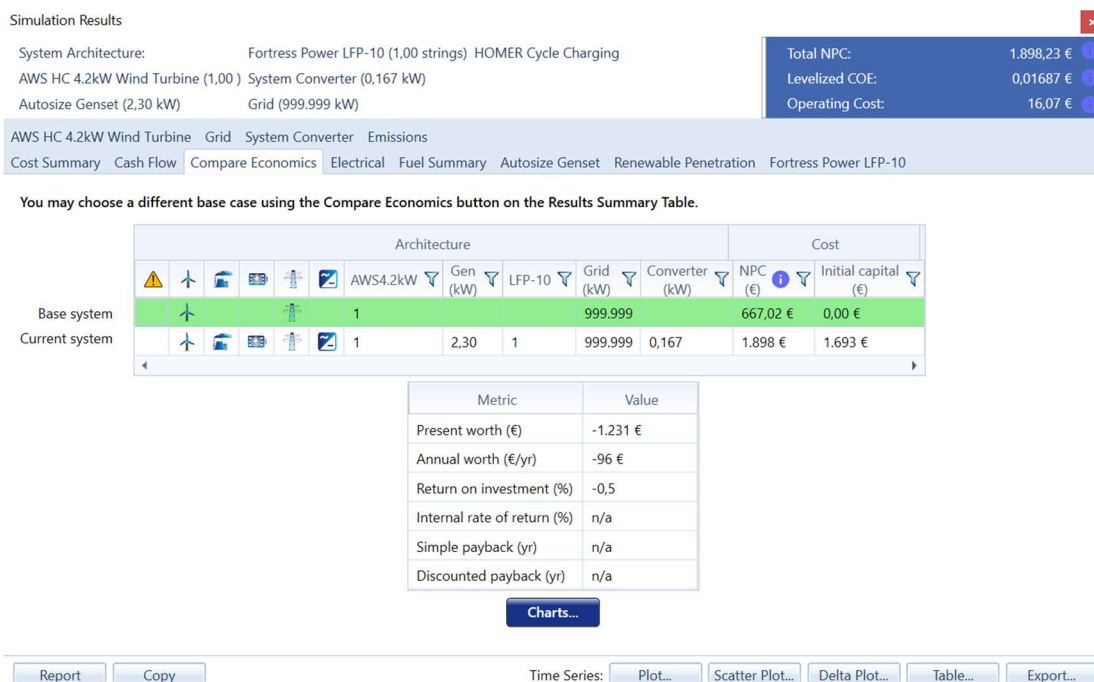 Simulation Results
System Architecture: Fortress Power LFP-10 (1,00 strings) HOMER Cycle Charging
AWS HC 4.2kW Wind Turbine (1,00 ) System Converter (0,167 kW)
Autosize Genset (2,30 kW) Grid (999.999 kW)
Total NPC: 1.898,23 €
Levelized COE: 0,01687 €
Operating Cost: 16,07 €
AWS HC 4.2kW Wind Turbine Grid System Converter Emissions
Cost Summary Cash Flow Compare Economics Electrical Fuel Summary Autosize Genset Renewable Penetration Fortress Power LFP-10
You may choose a different base case using the Compare Economics button on the Results Summary Table.
Architecture Cost
AWS4.2kW Gen (kW) LFP-10 Grid (kW) Converter (kW) NPC (€) Initial capital (€)
Base system 1 999.999 667,02 € 0,00 €
Current system 1 2,30 1 999.999 0,167 1.898 € 1.693 €
Metric Value
Present worth (€) -1.231 €
Annual worth (€/yr) -96 €
Return on investment (%) -0,5
Internal rate of return (%) n/a
Simple payback (yr) n/a
Discounted payback (yr) n/a
Charts...
Report Copy Time Series: Plot... Scatter Plot... Delta Plot... Table... Export...